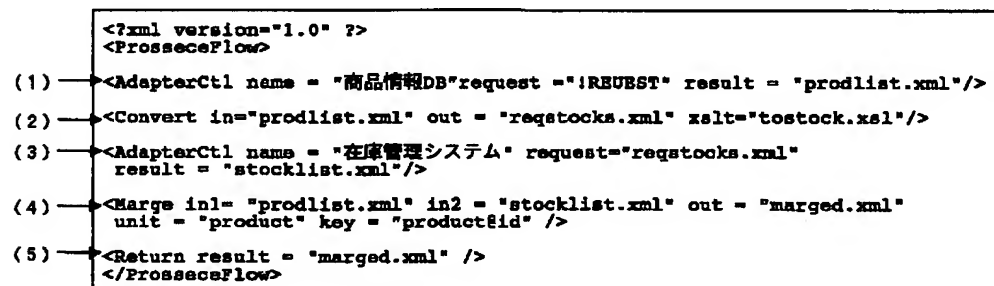 <?xml version="1.0" ?>
<ProsseceFlow>
(1) <AdapterCtl name = "商品情報DB"request ="!REUEST" result = "prodlist.xml"/>
(2) <Convert in="prodlist.xml" out = "reqstocks.xml" xslt="tostock.xsl"/>
(3) <AdapterCtl name = "在庫管理システム" request="reqstocks.xml"
result = "stocklist.xml"/>
(4) <Marge in1= "prodlist.xml" in2 = "stocklist.xml" out = "marged.xml"
unit = "product" key = "product@id" />
(5) <Return result = "marged.xml" />
</ProsseceFlow>